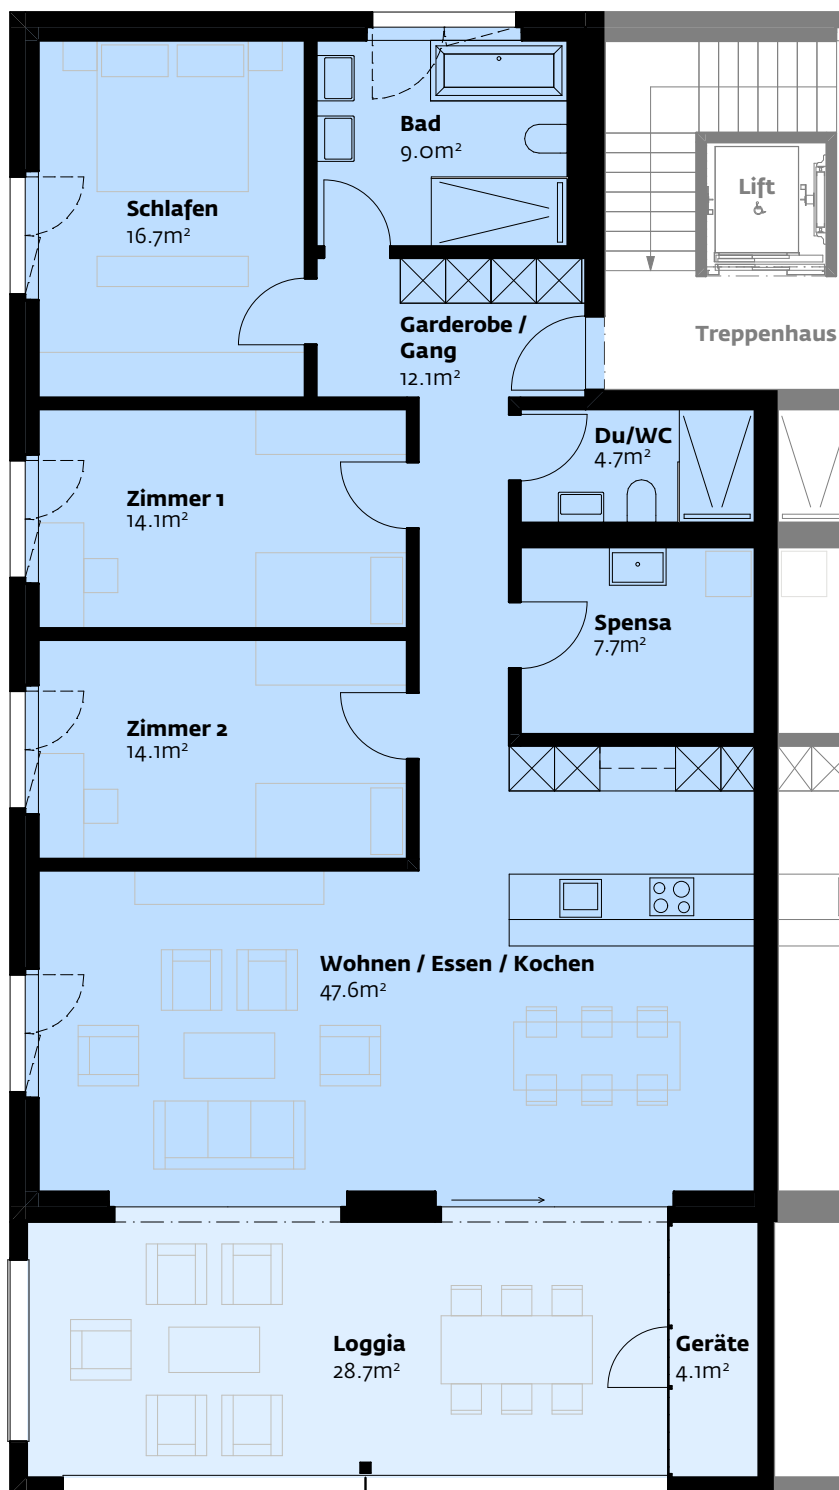 Bad
9.0m²
Lift
Schlafen
16.7m²
Garderobe /
Gang
12.1m²
Treppenhaus
Du/WC
4.7m²
Zimmer 1
14.1m²
Spensa
7.7m²
Zimmer 2
14.1m²
Wohnen / Essen / Kochen
47.6m²
Loggia
28.7m²
Geräte
4.1m²